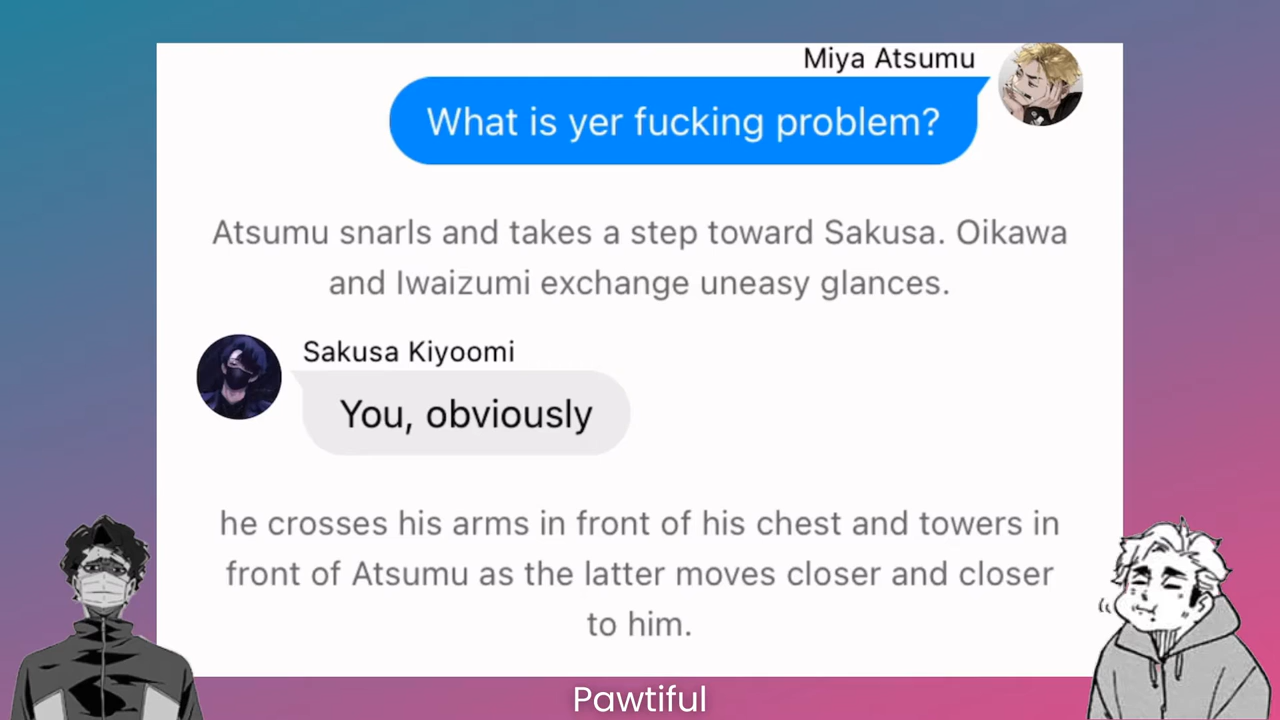 Miya Atsumu
What is yer fucking problem?
Atsumu snarls and takes a step toward Sakusa. Oikawa
and Iwaizumi exchange uneasy glances.
Sakusa Kiyoomi
You, obviously
he crosses his arms in front of his chest and towers in
front of Atsumu as the latter moves closer and closer
to him.
Pawtiful